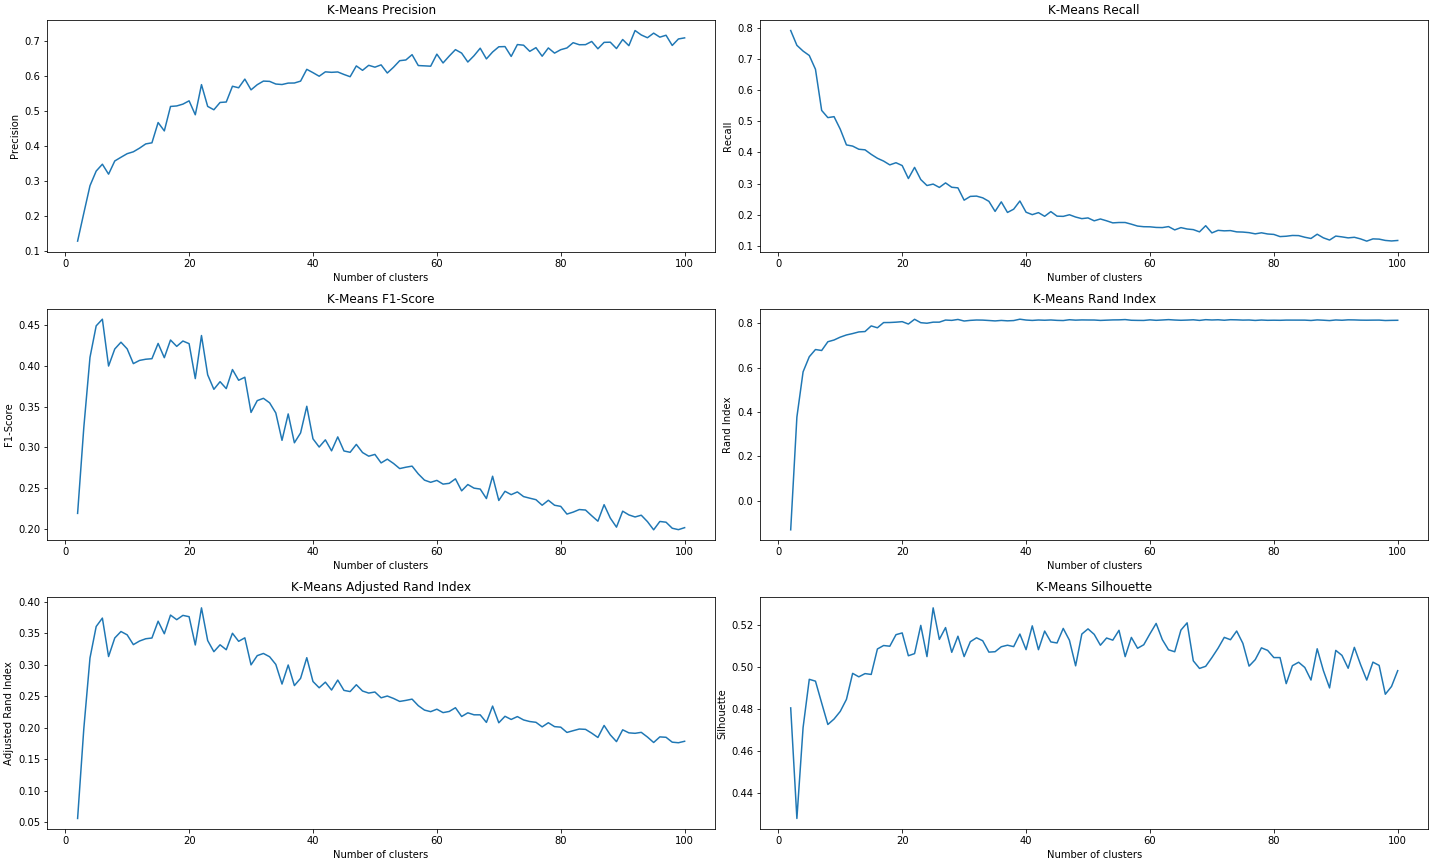 K-Means Precision
Precision
0.7
0.6
0.5
0.4
0.3
0.2
0.1
0 20 40 60 80 100
Number of clusters
K-Means Recall
Recall
0.8
0.7
0.6
0.5
0.4
0.3
0.2
0.1
0 20 40 60 80 100
Number of clusters
K-Means F1-Score
F1-Score
0.45
0.40
0.35
0.30
0.25
0.20
0 20 40 60 80 100
Number of clusters
K-Means Rand Index
Rand Index
0.8
0.6
0.4
0.2
0.0
0 20 40 60 80 100
Number of clusters
K-Means Adjusted Rand Index
Adjusted Rand Index
0.40
0.35
0.30
0.25
0.20
0.15
0.10
0.05
0 20 40 60 80 100
Number of clusters
K-Means Silhouette
Silhouette
0.52
0.50
0.48
0.46
0.44
0 20 40 60 80 100
Number of clusters